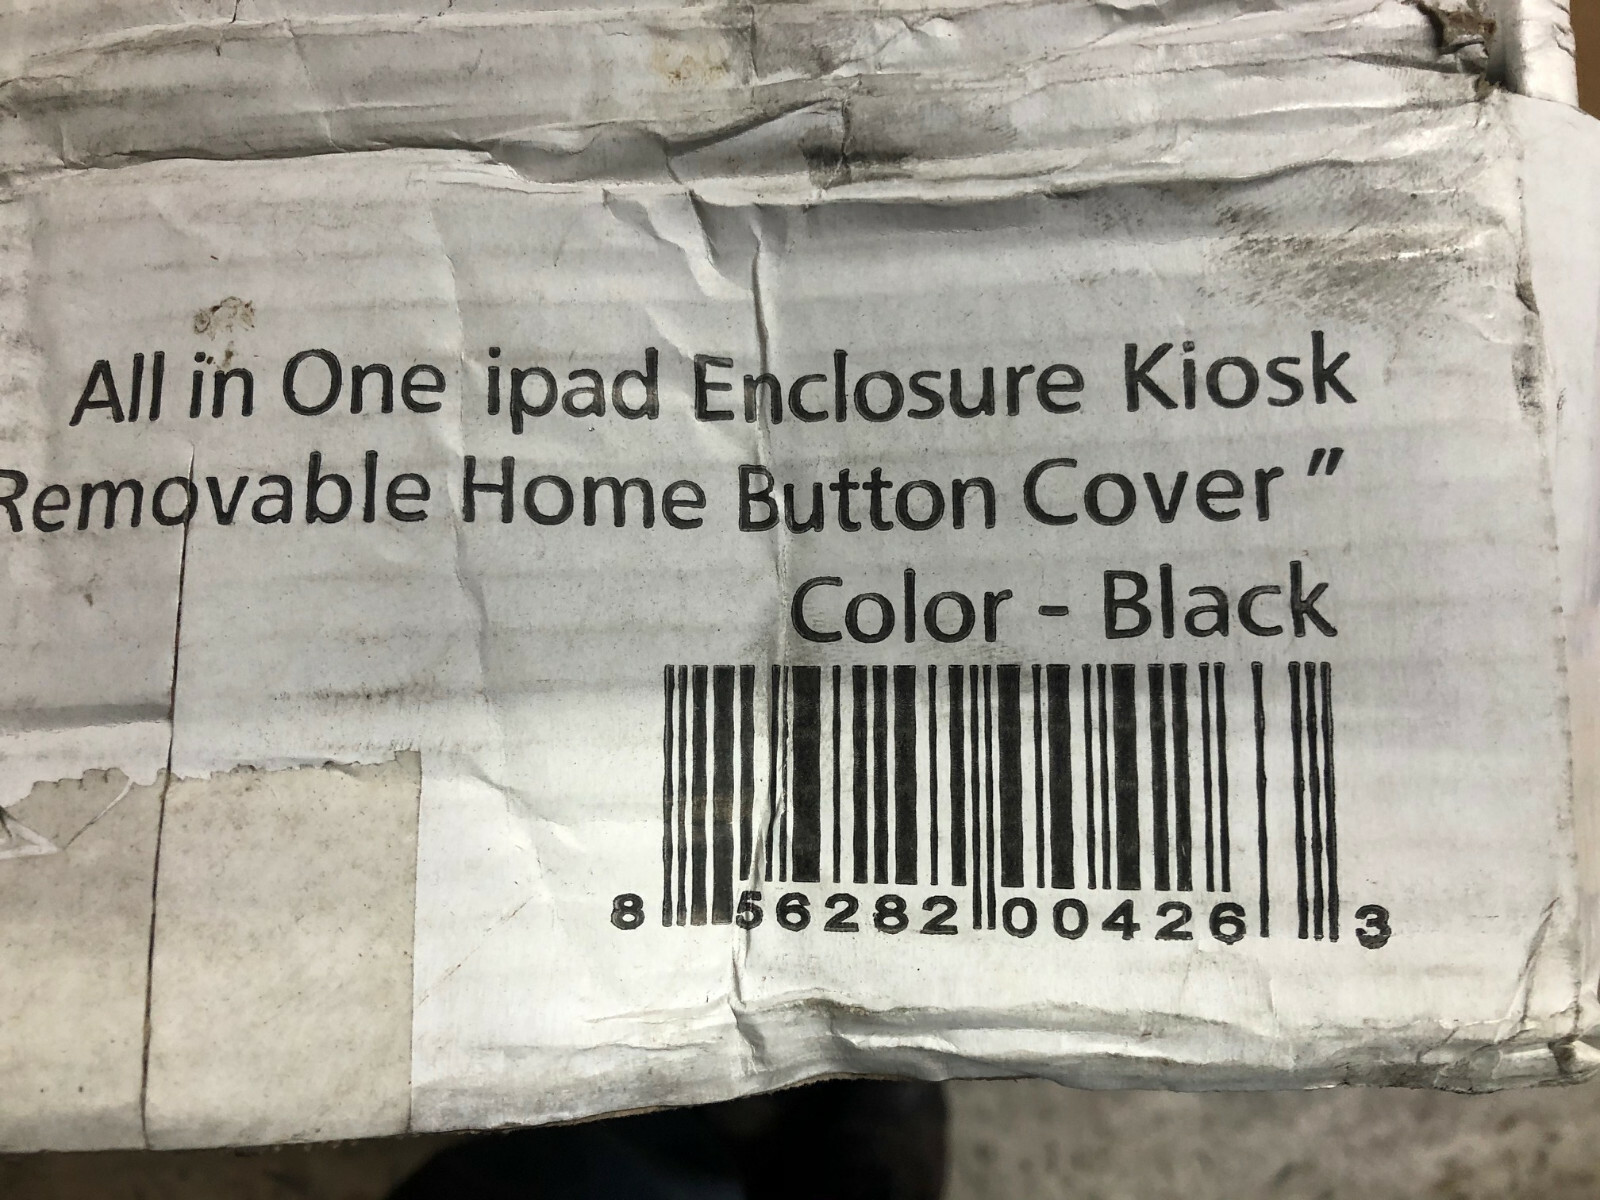 All in One ipad Enclosure Kiosk
Removable Home Button Cover "
Color - Black
8 56282 00426 3